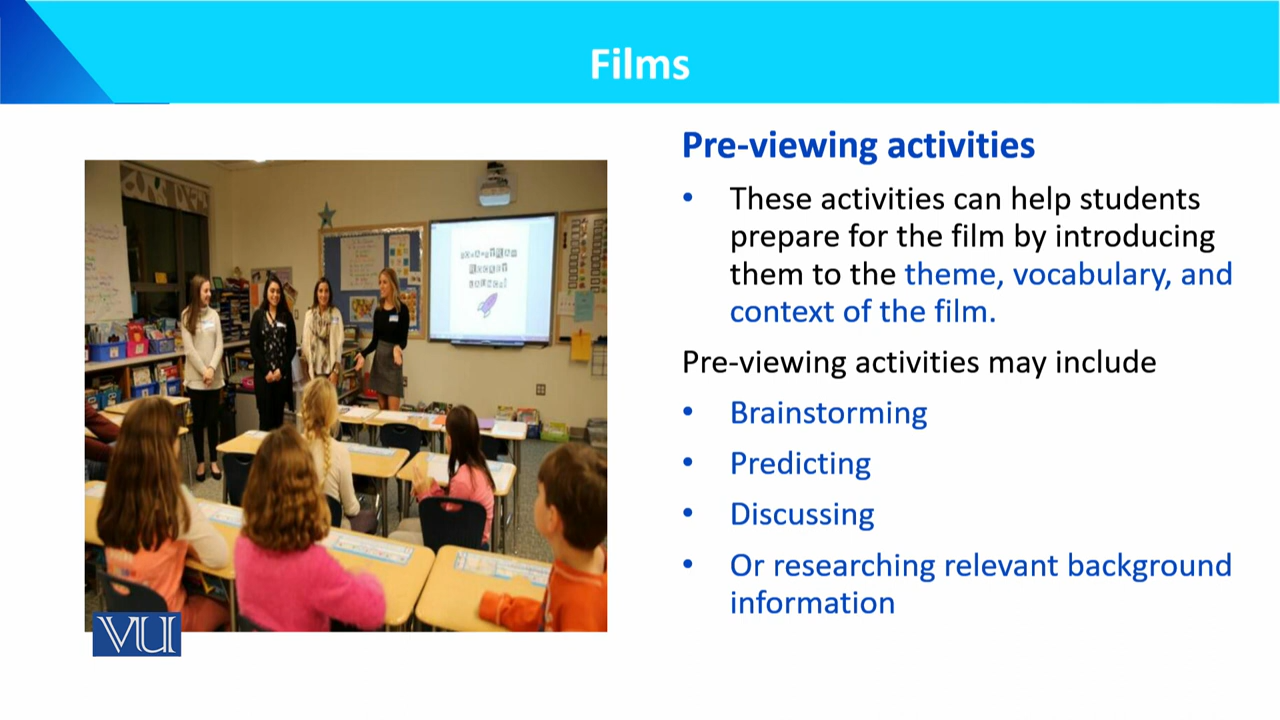 Films
Pre-viewing activities
• These activities can help students
prepare for the film by introducing
them to the theme, vocabulary, and
context of the film.
Pre-viewing activities may include
• Brainstorming
• Predicting
• Discussing
• Or researching relevant background
information
VU